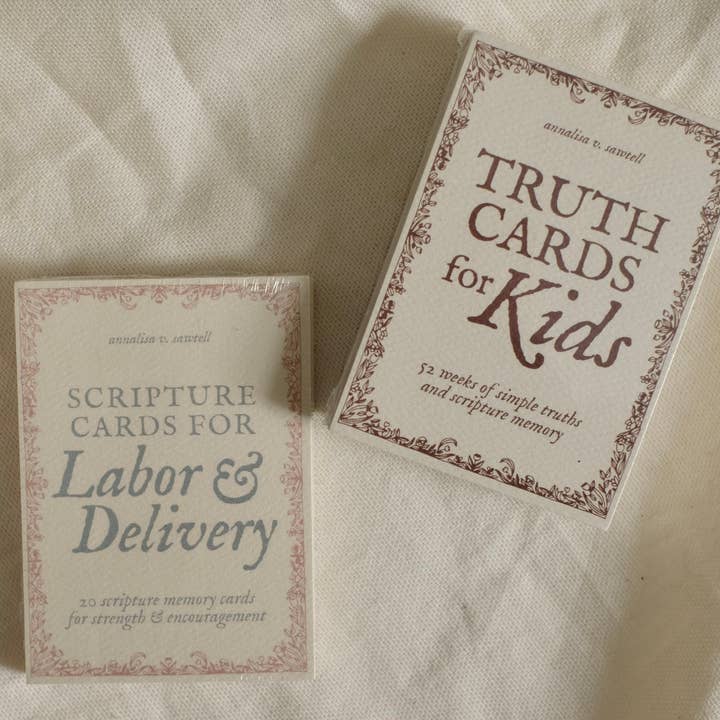 annalisa v. sawtell
SCRIPTURE
CARDS FOR
Labor &
Delivery
20 scripture memory cards
for strength & encouragement
annalisa v. sawtell
TRUTH
CARDS
for Kids
52 weeks of simple truths
and scripture memory